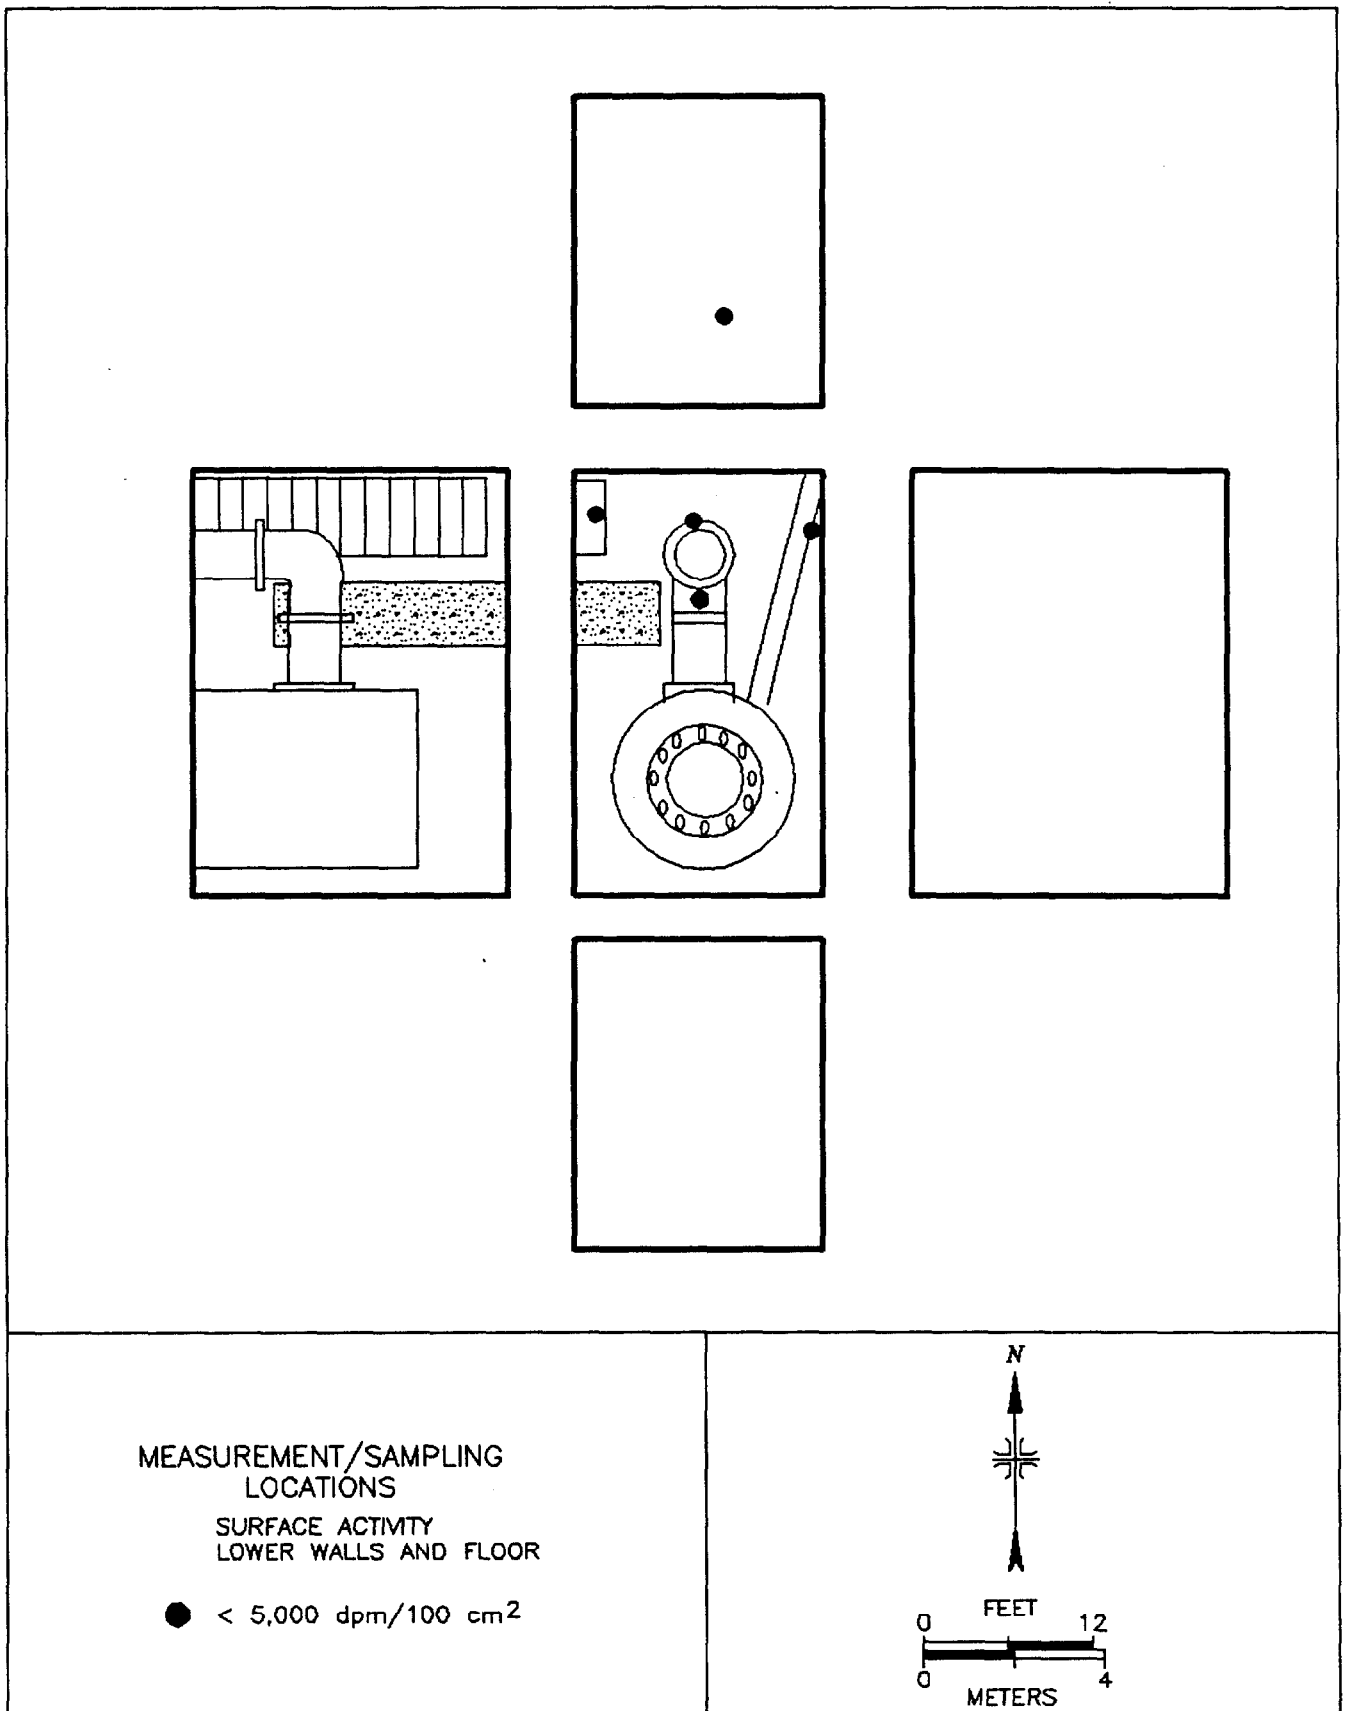 MEASUREMENT/SAMPLING
LOCATIONS
SURFACE ACTIVITY
LOWER WALLS AND FLOOR
< 5,000 dpm/100 cm²
N
FEET
0 12
0 4
METERS